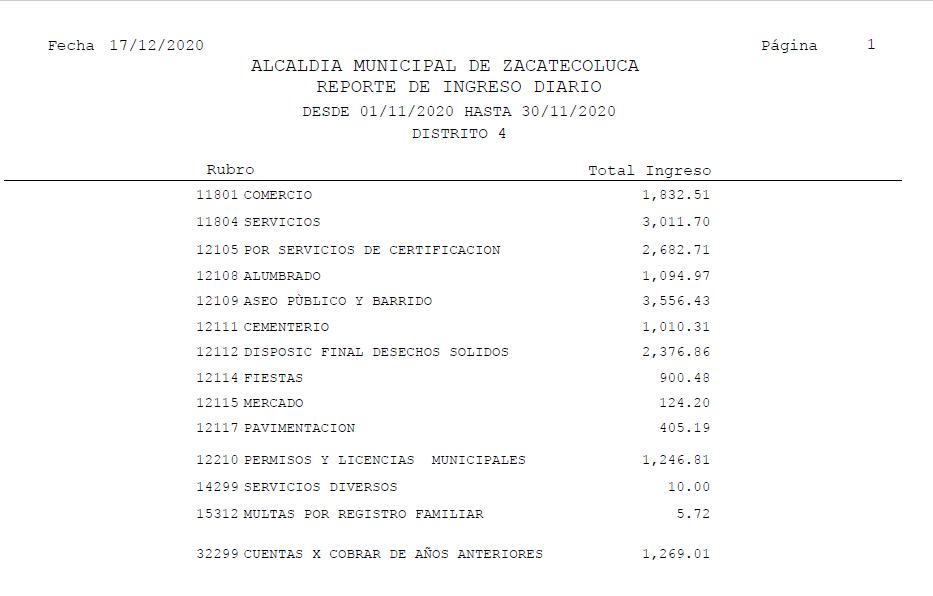 Fecha 17/12/2020 Página 1
ALCALDIA MUNICIPAL DE ZACATECOLUCA
REPORTE DE INGRESO DIARIO
DESDE 01/11/2020 HASTA 30/11/2020
DISTRITO 4
Rubro Total Ingreso
11801 COMERCIO 1,832.51
11804 SERVICIOS 3,011.70
12105 POR SERVICIOS DE CERTIFICACION 2,682.71
12108 ALUMBRADO 1,094.97
12109 ASEO PÙBLICO Y BARRIDO 3,556.43
12111 CEMENTERIO 1,010.31
12112 DISPOSIC FINAL DESECHOS SOLIDOS 2,376.86
12114 FIESTAS 900.48
12115 MERCADO 124.20
12117 PAVIMENTACION 405.19
12210 PERMISOS Y LICENCIAS MUNICIPALES 1,246.81
14299 SERVICIOS DIVERSOS 10.00
15312 MULTAS POR REGISTRO FAMILIAR 5.72
32299 CUENTAS X COBRAR DE AÑOS ANTERIORES 1,269.01